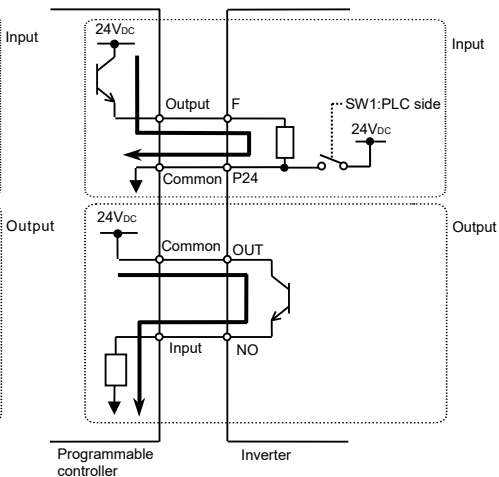 Input
24VDC
Input
Output F
SW1:PLC side
24VDC
Common P24
Output
24VDC
Output
Common OUT
Input NO
Programmable
controller
Inverter